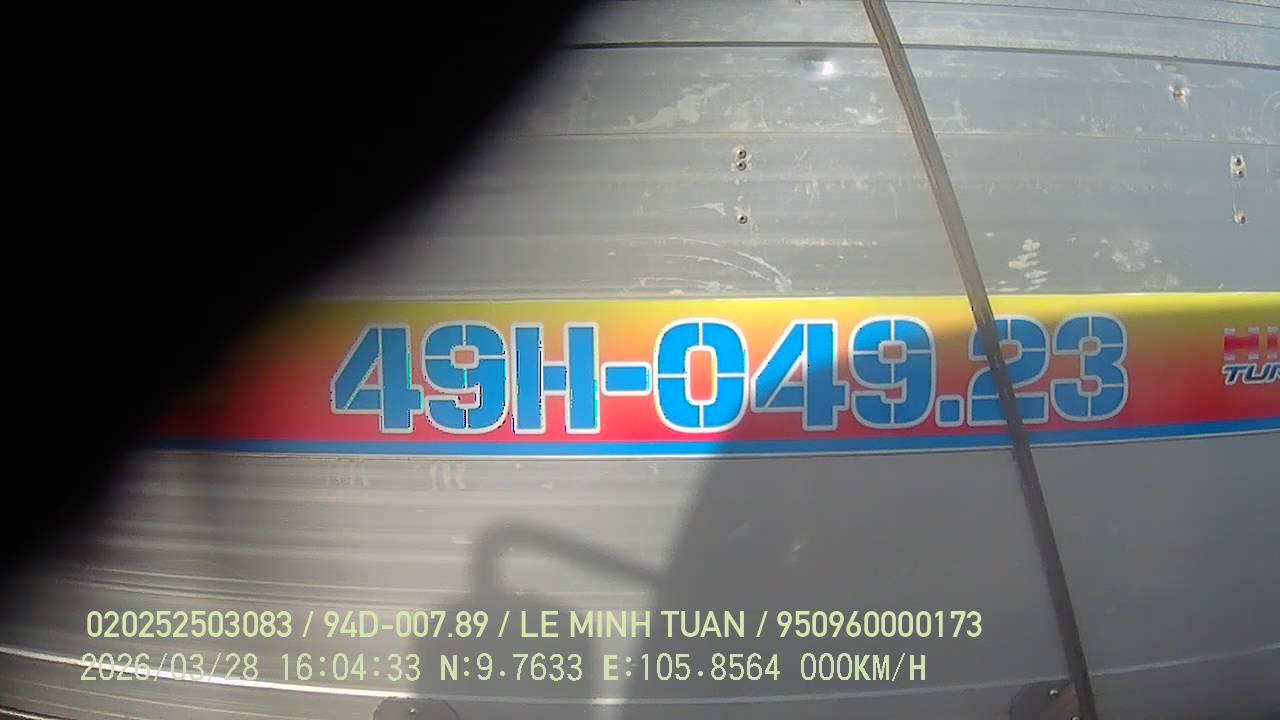 49H-049.23
020252503083 / 94D-007.89 / LE MINH TUAN / 950960000173
2026/03/28 16:04:33 N:9.7633 E:105.8564 000KM/H